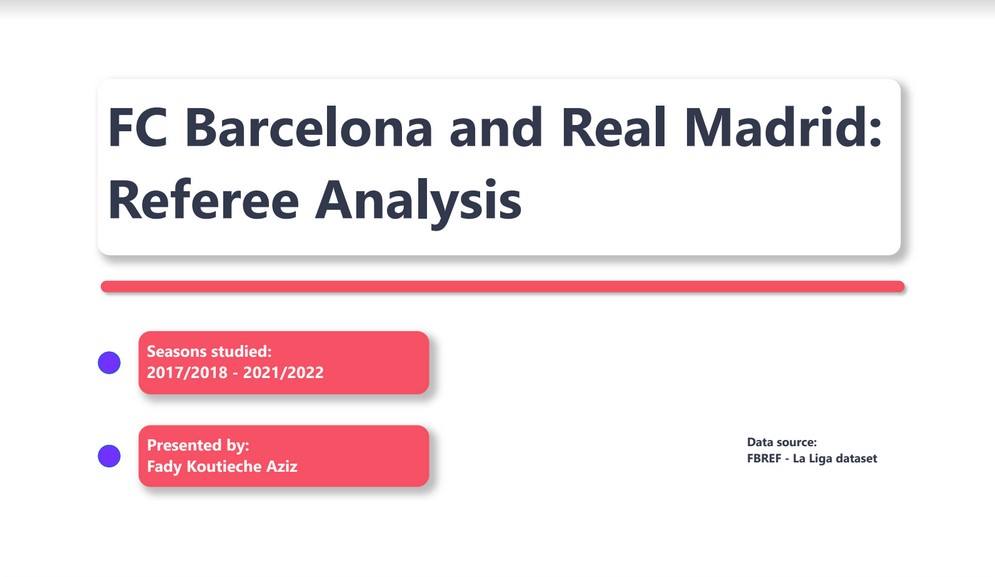 FC Barcelona and Real Madrid:
Referee Analysis
Seasons studied:
2017/2018 - 2021/2022
Presented by:
Fady Koutieche Aziz
Data source:
FBREF - La Liga dataset